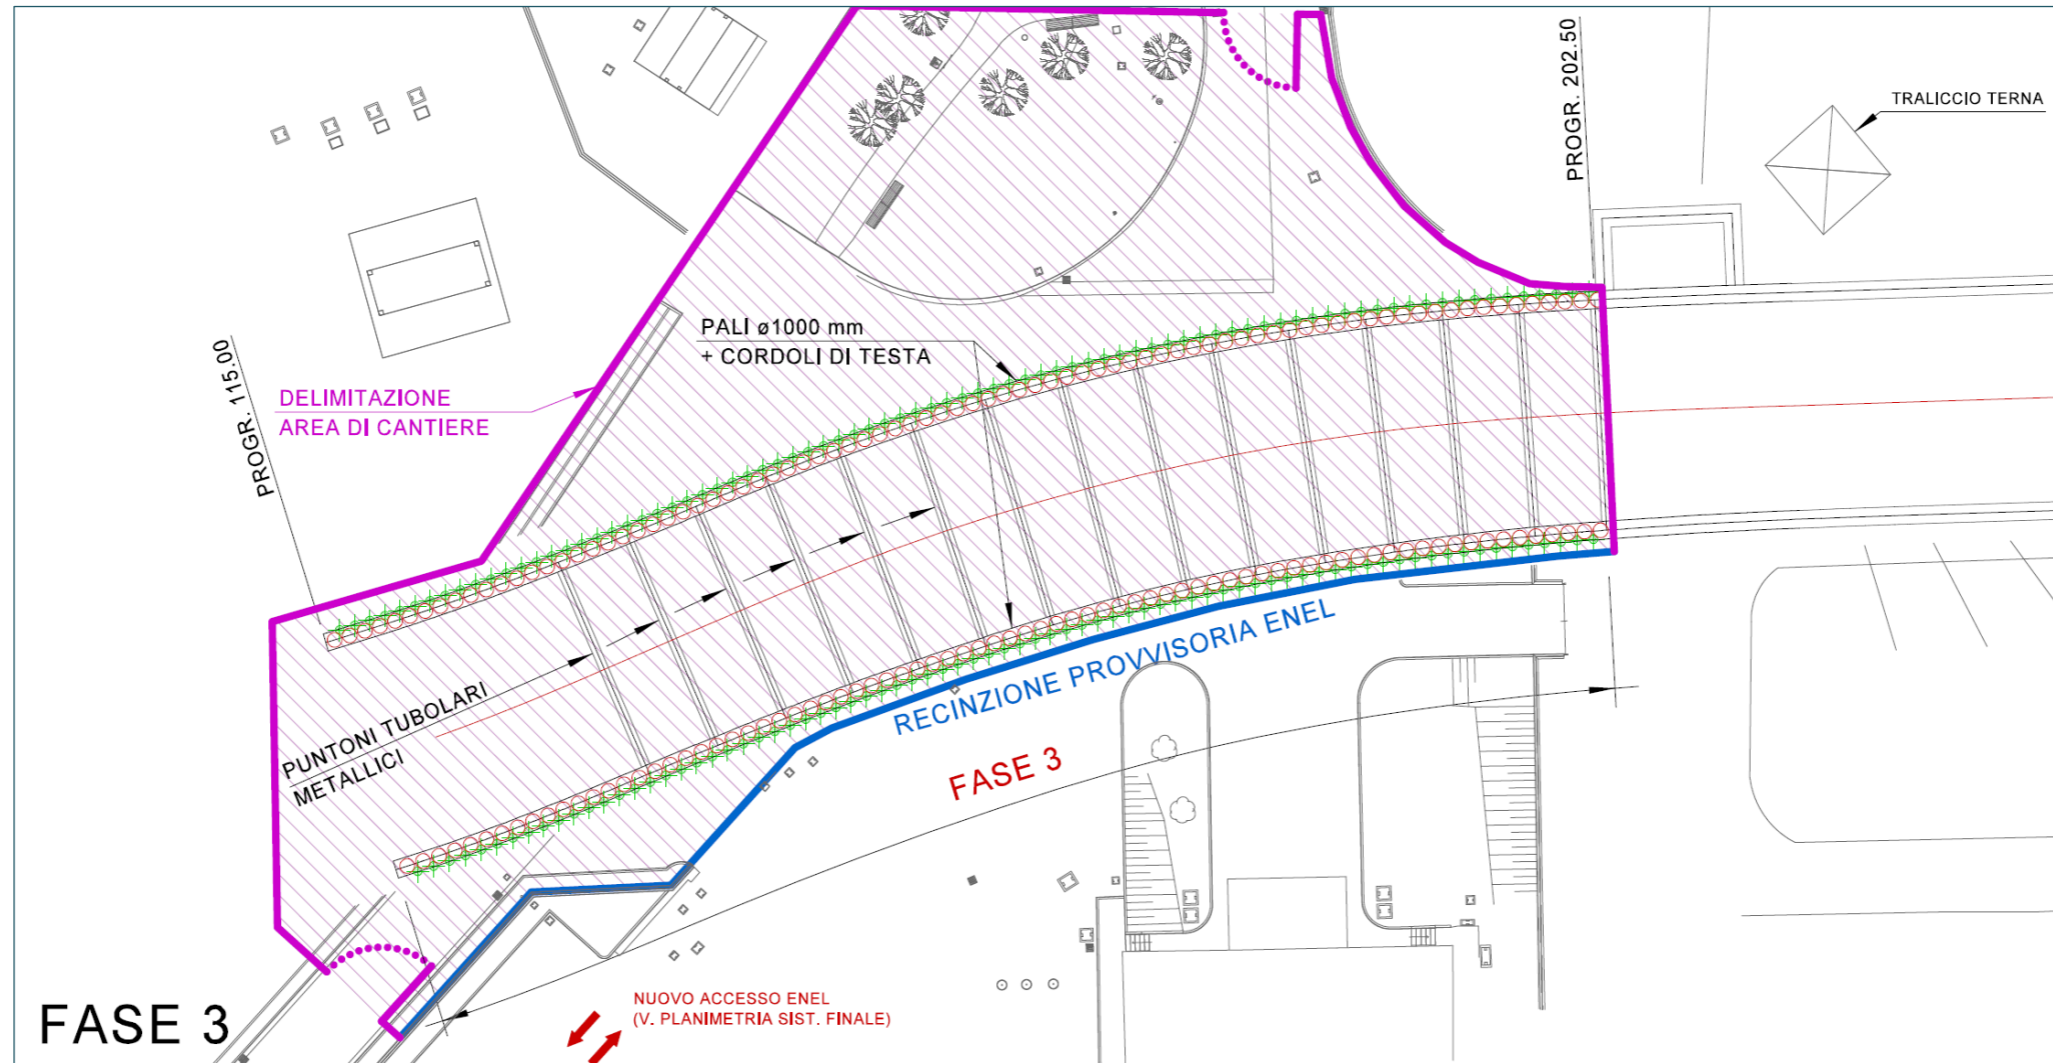 PROGR. 202.50
TRALICCIO TERNA
PALI ø1000 mm
+ CORDOLI DI TESTA
PROGR. 115.00
DELIMITAZIONE
AREA DI CANTIERE
PUNTONI TUBOLARI
METALLICI
RECINZIONE PROVVISORIA ENEL
FASE 3
NUOVO ACCESSO ENEL
(V. PLANIMETRIA SIST. FINALE)
FASE 3